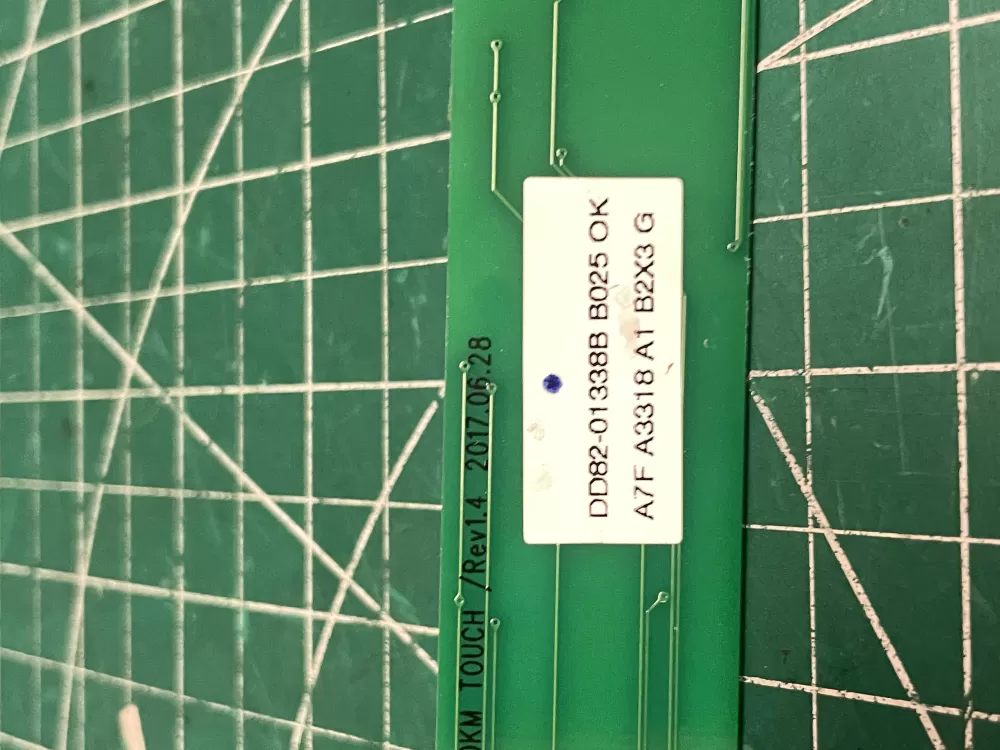 DD82-01338B B025 OK
A7F A3318 A1 B2X3 G
TOUCH /Rev1.4 2017.06.28